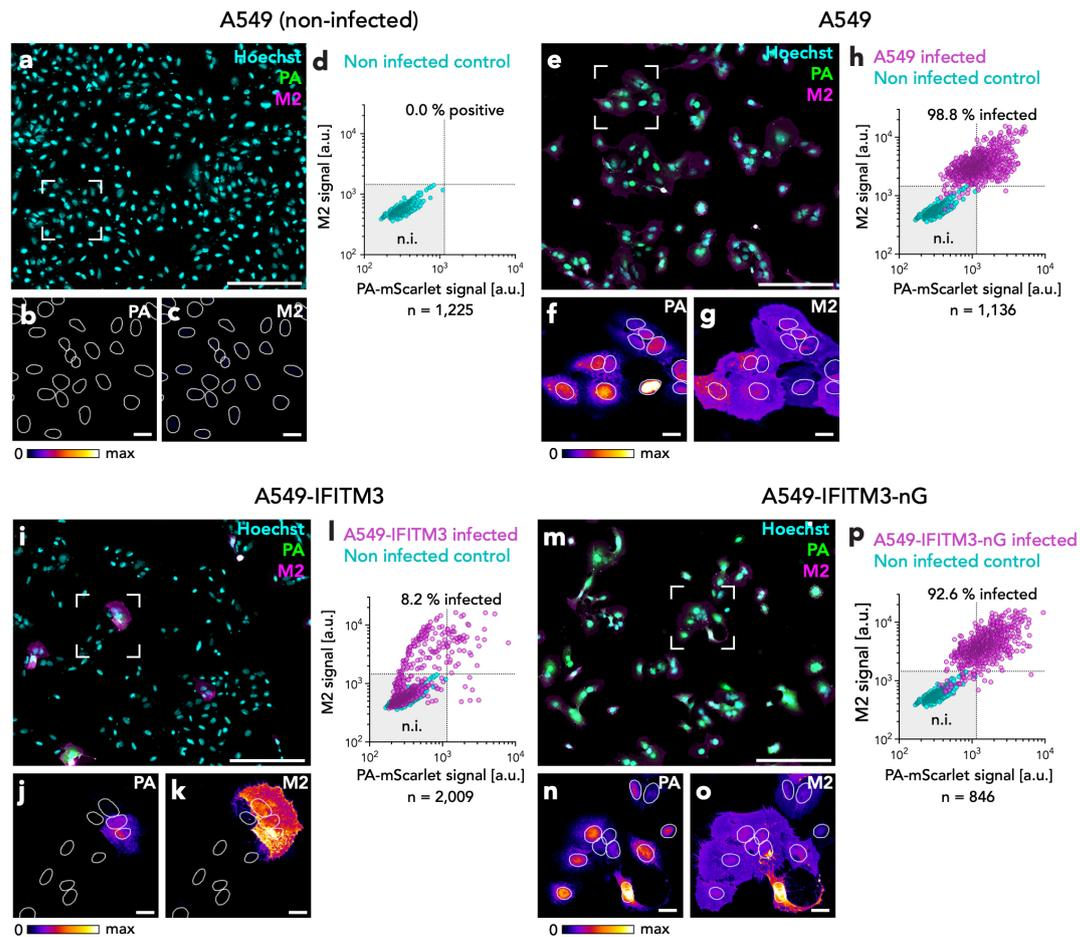 A549 (non-infected)
A549
a
Hoechst
PA
M2
d
Non infected control
0.0 % positive
10⁴
10³
10²
M2 signal [a.u.]
n.i.
10²
10³
10⁴
PA-mScarlet signal [a.u.]
n = 1,225
b
PA
c
M2
0
max
e
Hoechst
PA
M2
h
A549 infected
Non infected control
98.8 % infected
10⁴
10³
10²
M2 signal [a.u.]
n.i.
10²
10³
10⁴
PA-mScarlet signal [a.u.]
n = 1,136
f
PA
g
M2
0
max
A549-IFITM3
A549-IFITM3-nG
i
Hoechst
PA
M2
l
A549-IFITM3 infected
Non infected control
8.2 % infected
10⁴
10³
10²
M2 signal [a.u.]
n.i.
10²
10³
10⁴
PA-mScarlet signal [a.u.]
n = 2,009
j
PA
k
M2
0
max
m
Hoechst
PA
M2
p
A549-IFITM3-nG infected
Non infected control
92.6 % infected
10⁴
10³
10²
M2 signal [a.u.]
n.i.
10²
10³
10⁴
PA-mScarlet signal [a.u.]
n = 846
n
PA
o
M2
0
max